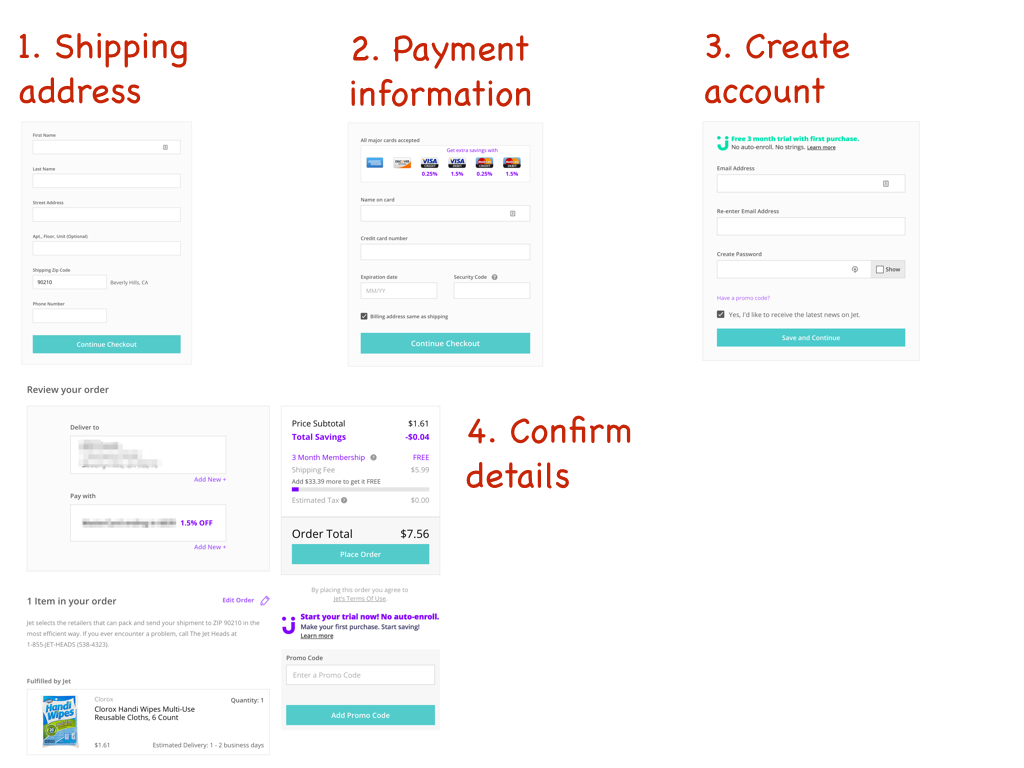 1. Shipping
address
First Name
Last Name
Street Address
Apt., Floor, Unit (Optional)
Shipping Zip Code
90210 Beverly Hills, CA
Phone Number
Continue Checkout
2. Payment
information
All major cards accepted
Get extra savings with
AMERICAN EXPRESS DISCOVER VISA CREDIT VISA DEBIT MasterCard CREDIT MasterCard DEBIT
0.25% 1.5% 0.25% 1.5%
Name on card
Credit card number
Expiration date Security Code ?
MM/YY
Billing address same as shipping
Continue Checkout
3. Create
account
Free 3 month trial with first purchase.
No auto-enroll. No strings. Learn more
Email Address
Re-enter Email Address
Create Password
Show
Have a promo code?
Yes, I'd like to receive the latest news on Jet.
Save and Continue
Review your order
Deliver to
Add New +
Pay with
1.5% OFF
Add New +
Price Subtotal $1.61
Total Savings -$0.04
3 Month Membership ? FREE
Shipping Fee $5.99
Add $33.39 more to get it FREE
Estimated Tax ? $0.00
Order Total $7.56
Place Order
By placing this order you agree to
Jet's Terms Of Use.
Start your trial now! No auto-enroll.
Make your first purchase. Start saving!
Learn more
Promo Code
Enter a Promo Code
Add Promo Code
4. Confirm
details
1 Item in your order Edit Order
Jet selects the retailers that can pack and send your shipment to ZIP 90210 in the
most efficient way. If you ever encounter a problem, call The Jet Heads at
1-855-JET-HEADS (538-4323).
Fulfilled by Jet
Handi
Wipes
Clorox Quantity: 1
Clorox Handi Wipes Multi-Use
Reusable Cloths, 6 Count
$1.61 Estimated Delivery: 1 - 2 business days